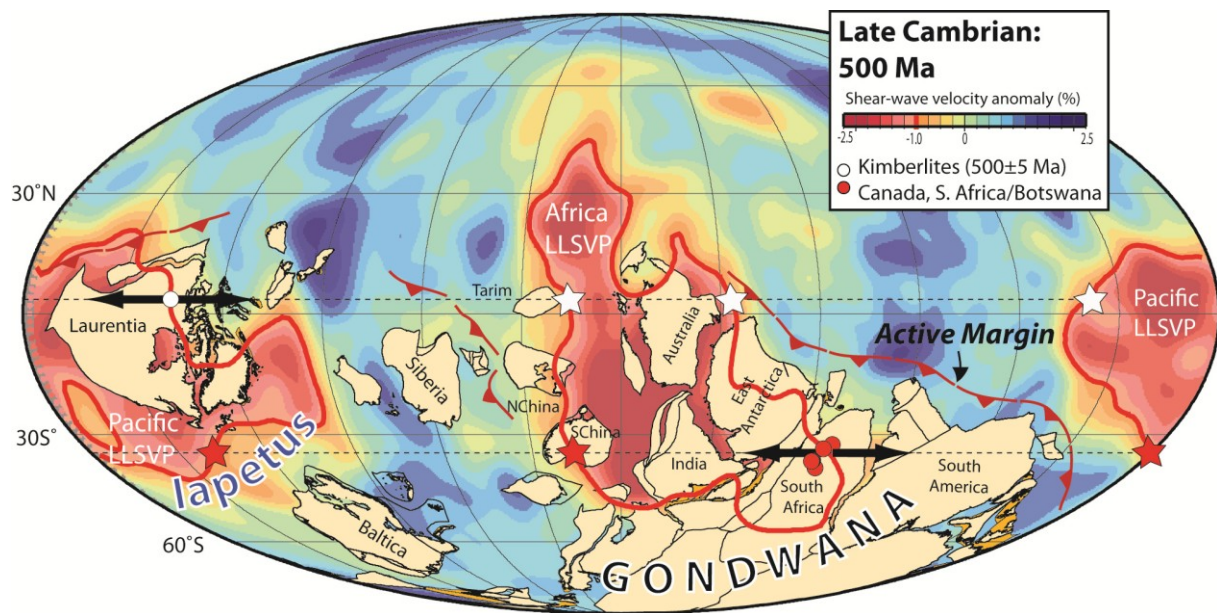 Late Cambrian:
500 Ma
Shear-wave velocity anomaly (%)
-2.5 -1.0 0 2.5
Kimberlites (500±5 Ma)
Canada, S. Africa/Botswana
30°N
Africa
LLSVP
Tarim
Laurentia
Australia
Pacific
LLSVP
Active Margin
Siberia
NChina
East
Antarctica
30S°
Pacific
LLSVP
SChina
India
South
Africa
South
America
Iapetus
60°S
Baltica
GONDWANA